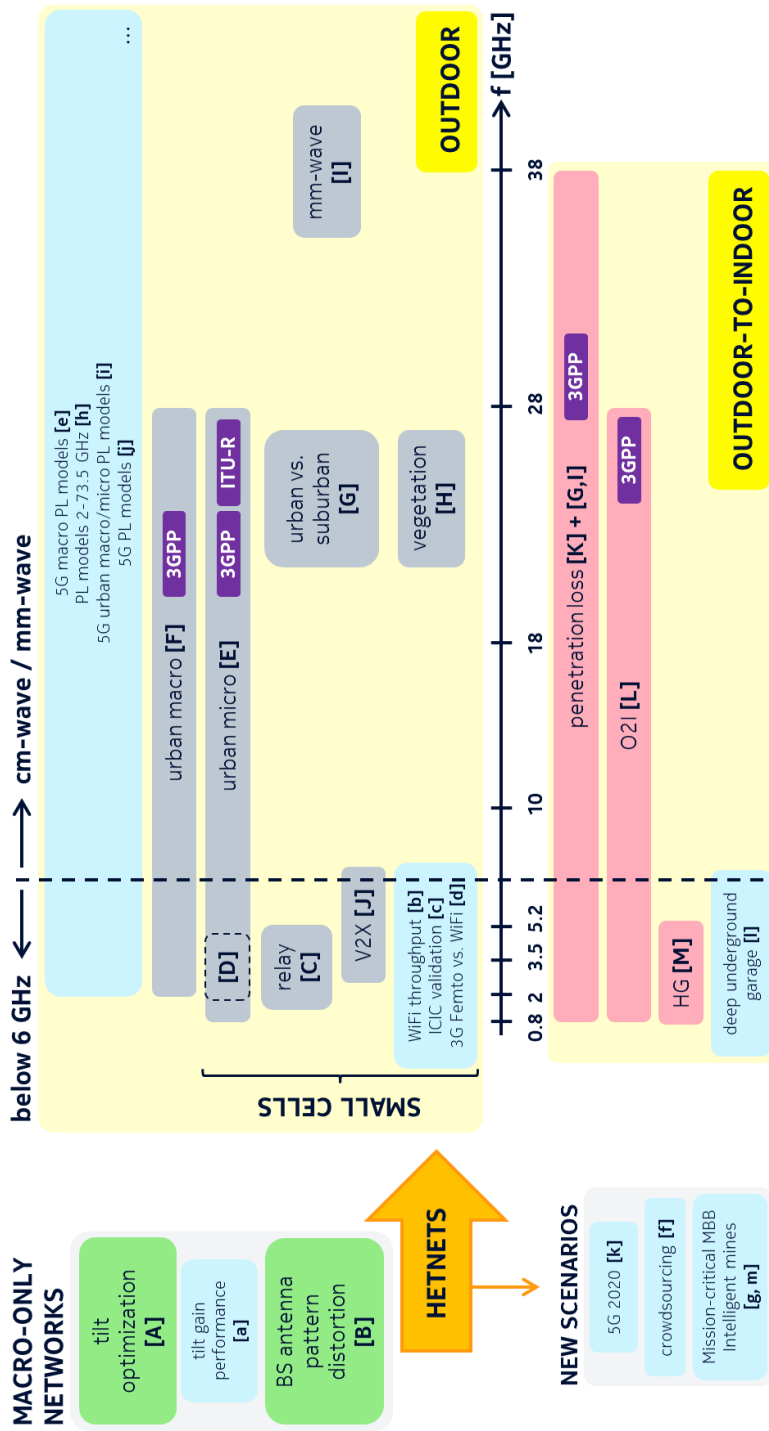 MACRO-ONLY
NETWORKS
tilt
optimization
[A]
tilt gain
performance
[a]
BS antenna
pattern
distortion
[B]
HETNETS
NEW SCENARIOS
5G 2020 [k]
crowdsourcing [f]
Mission-critical MBB
Intelligent mines
[g, m]
below 6 GHz
cm-wave / mm-wave
5G macro PL models [e]
PL models 2-73.5 GHz [h]
5G urban macro/micro PL models [i]
5G PL models [j]
...
urban macro [F]
3GPP
[D]
urban micro [E]
3GPP
ITU-R
SMALL CELLS
relay
[C]
urban vs.
suburban
[G]
mm-wave
[I]
V2X [J]
WiFi throughput [b]
ICIC validation [c]
3G Femto vs. WiFi [d]
vegetation
[H]
OUTDOOR
0.8 2 3.5 5.2 10 18 28 38
f [GHz]
penetration loss [K] + [G,I]
3GPP
O2I [L]
3GPP
HG [M]
deep underground
garage [l]
OUTDOOR-TO-INDOOR